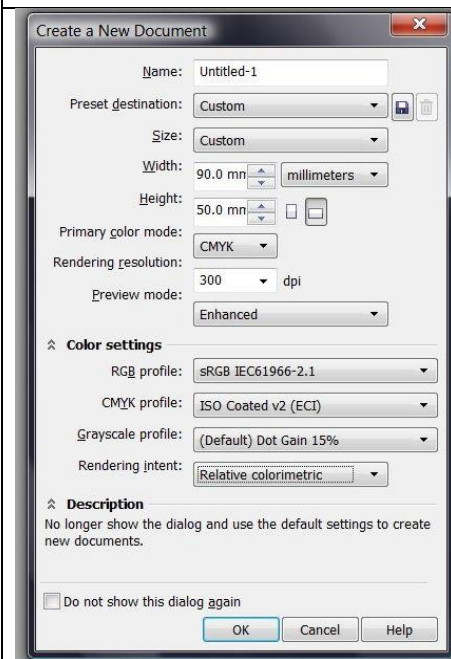 Create a New Document
Name: Untitled-1
Preset destination: Custom
Size: Custom
Width: 90.0 mm millimeters
Height: 50.0 mm
Primary color mode: CMYK
Rendering resolution: 300 dpi
Preview mode: Enhanced
Color settings
RGB profile: sRGB IEC61966-2.1
CMYK profile: ISO Coated v2 (ECI)
Grayscale profile: (Default) Dot Gain 15%
Rendering intent: Relative colorimetric
Description
No longer show the dialog and use the default settings to create
new documents.
Do not show this dialog again
OK Cancel Help